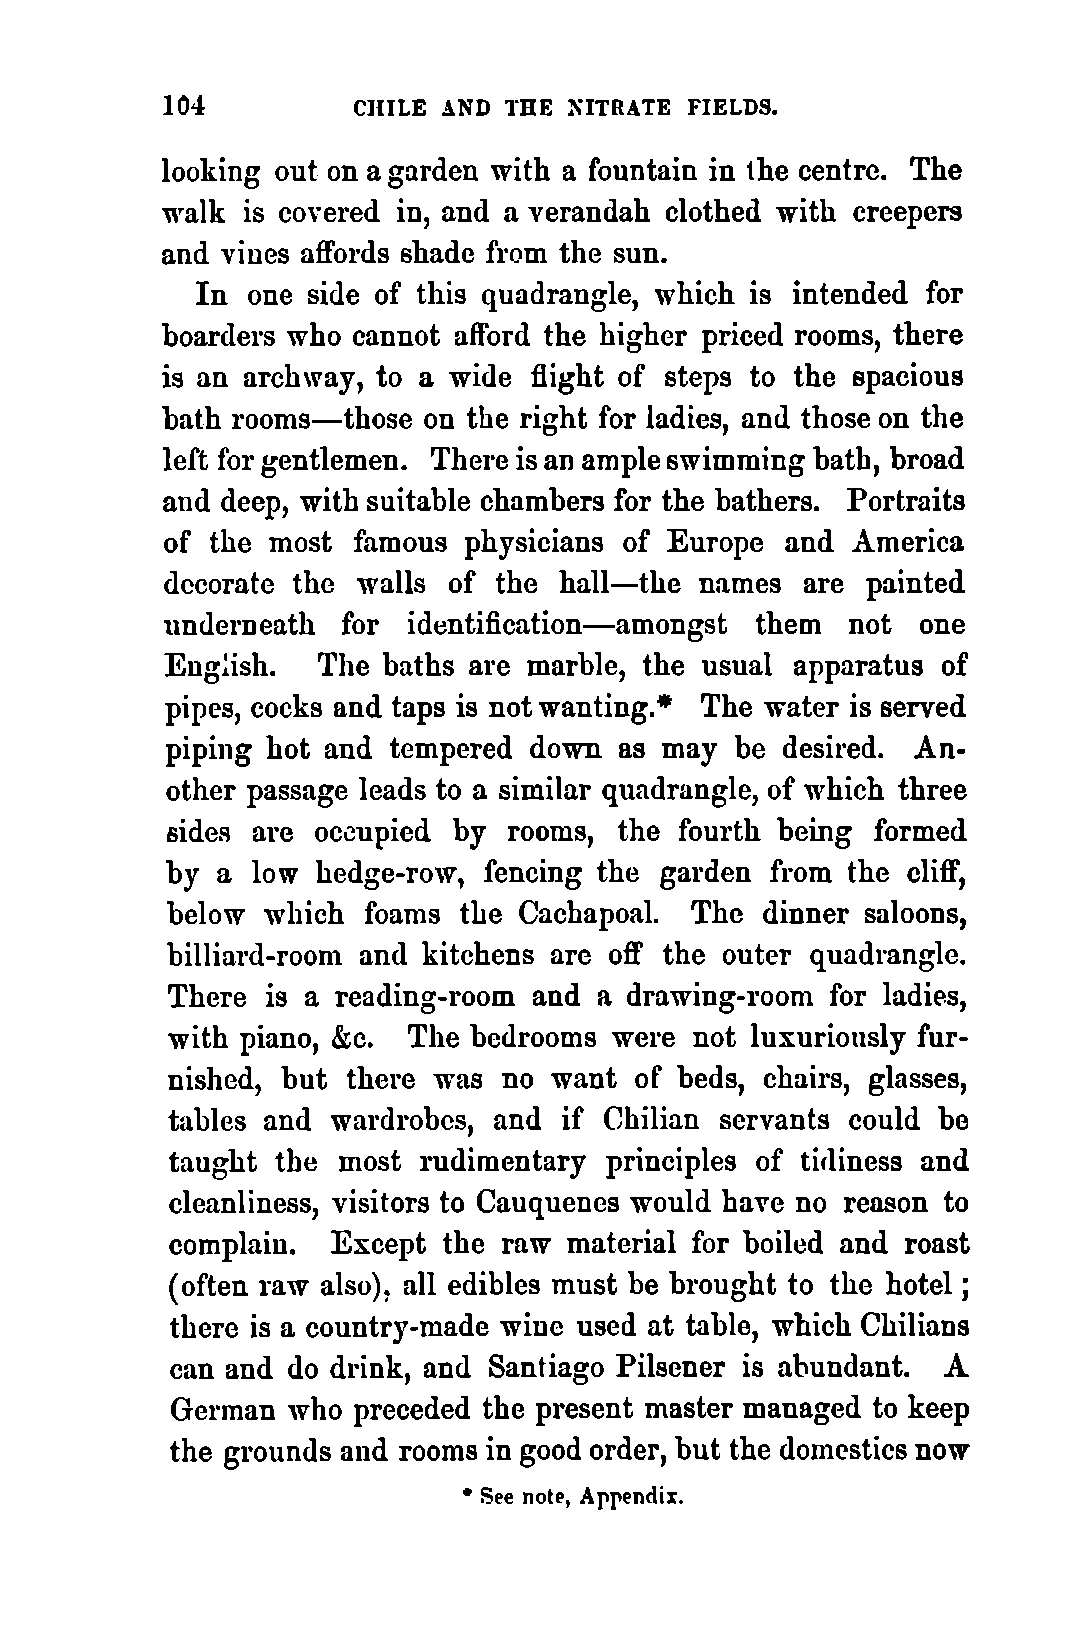 104 CHILE AND THE NITRATE FIELDS.
looking out on a garden with a fountain in the centre. The
walk is covered in, and a verandah clothed with creepers
and vines affords shade from the sun.
In one side of this quadrangle, which is intended for
boarders who cannot afford the higher priced rooms, there
is an archway, to a wide flight of steps to the spacious
bath rooms—those on the right for ladies, and those on the
left for gentlemen. There is an ample swimming bath, broad
and deep, with suitable chambers for the bathers. Portraits
of the most famous physicians of Europe and America
decorate the walls of the hall—the names are painted
underneath for identification—amongst them not one
English. The baths are marble, the usual apparatus of
pipes, cocks and taps is not wanting.* The water is served
piping hot and tempered down as may be desired. An-
other passage leads to a similar quadrangle, of which three
sides are occupied by rooms, the fourth being formed
by a low hedge-row, fencing the garden from the cliff,
below which foams the Cachapoal. The dinner saloons,
billiard-room and kitchens are off the outer quadrangle.
There is a reading-room and a drawing-room for ladies,
with piano, &c. The bedrooms were not luxuriously fur-
nished, but there was no want of beds, chairs, glasses,
tables and wardrobes, and if Chilian servants could be
taught the most rudimentary principles of tidiness and
cleanliness, visitors to Cauquenes would have no reason to
complain. Except the raw material for boiled and roast
(often raw also), all edibles must be brought to the hotel ;
there is a country-made wine used at table, which Chilians
can and do drink, and Santiago Pilsener is abundant. A
German who preceded the present master managed to keep
the grounds and rooms in good order, but the domestics now
* See note, Appendix.